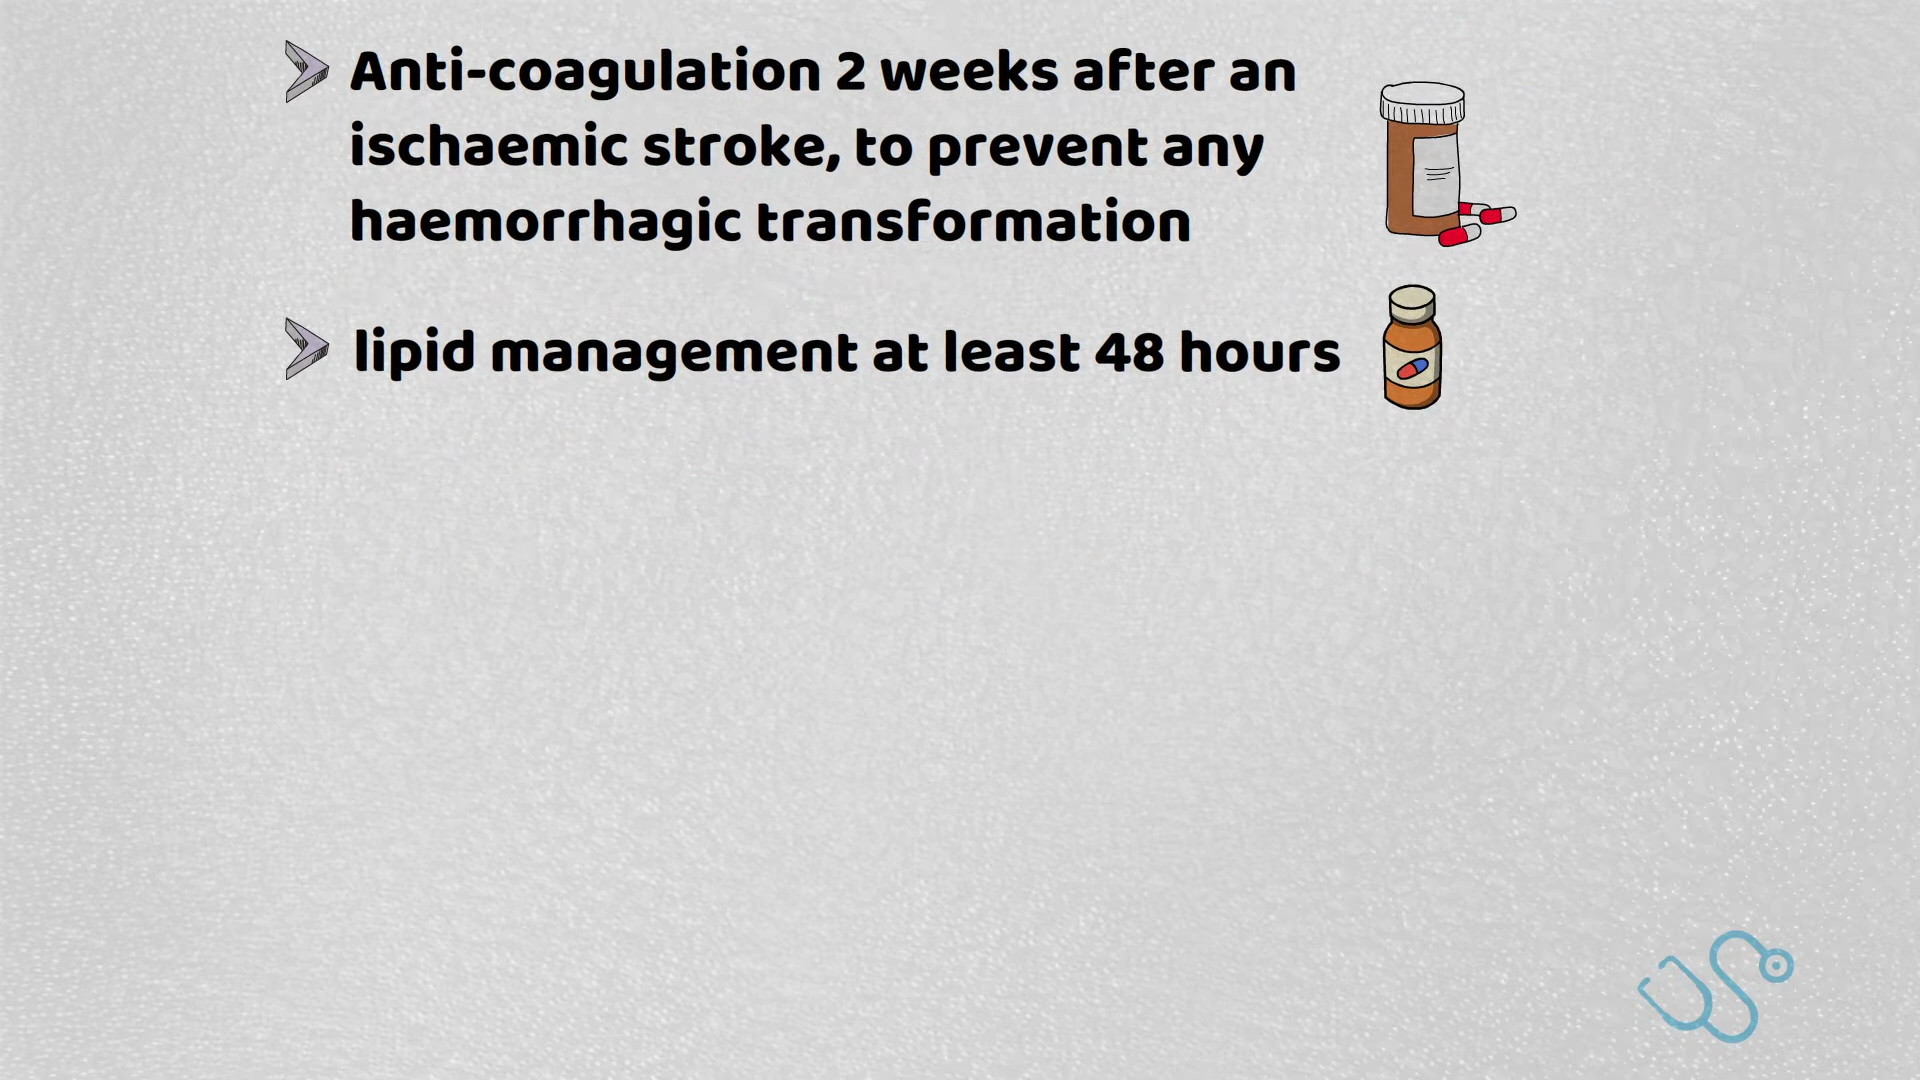 Anti-coagulation 2 weeks after an
ischaemic stroke, to prevent any
haemorrhagic transformation
lipid management at least 48 hours